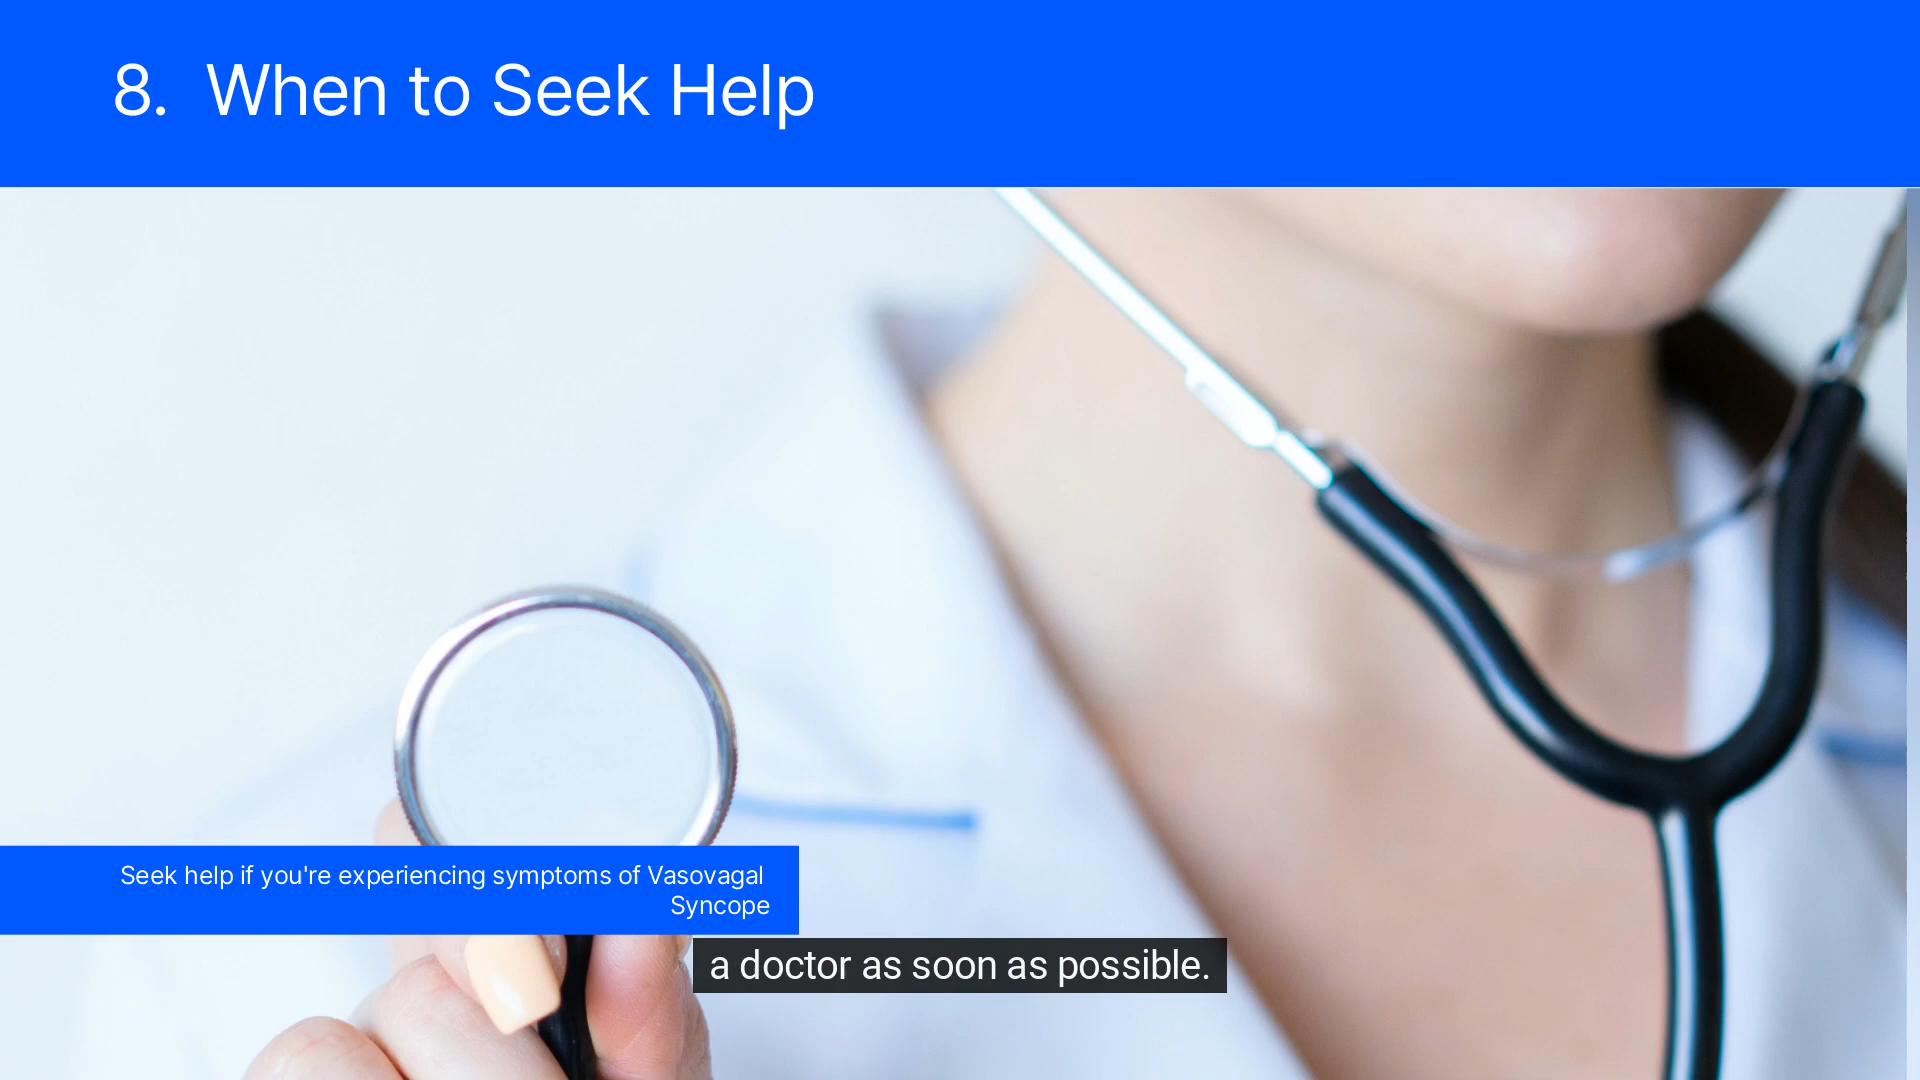 8. When to Seek Help
Seek help if you're experiencing symptoms of Vasovagal
Syncope
a doctor as soon as possible.